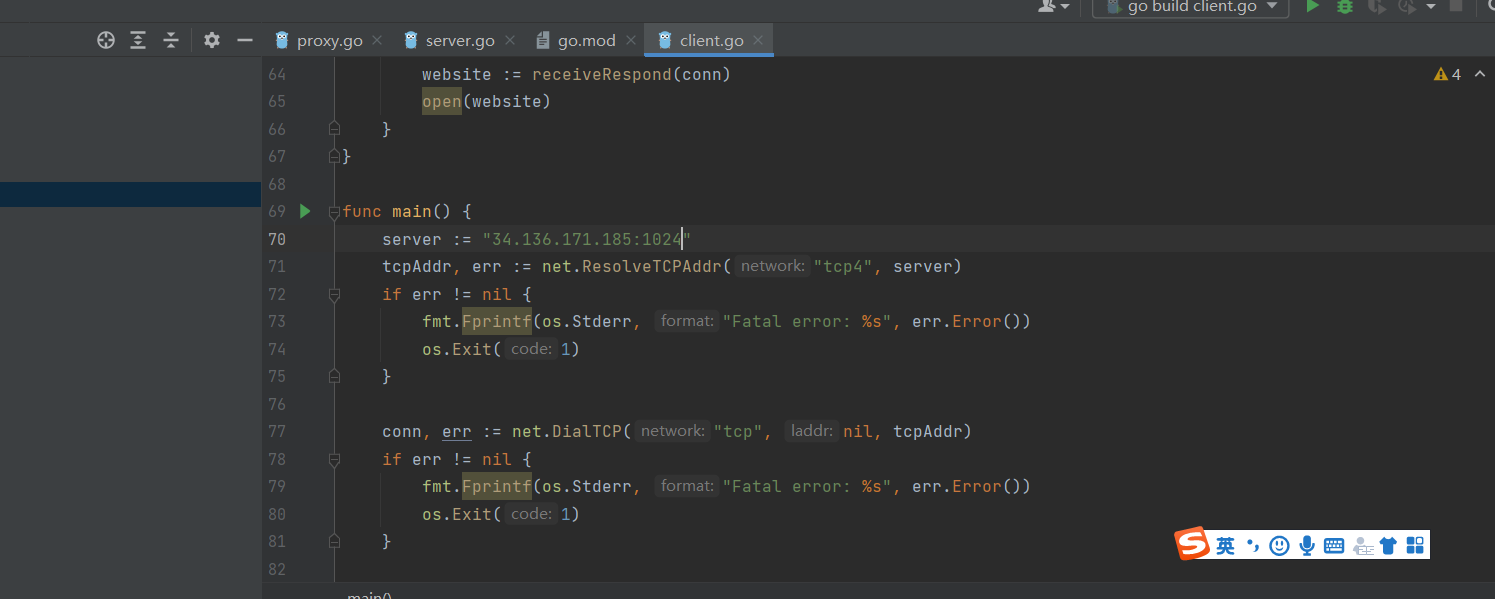 go build client.go
proxy.go server.go go.mod client.go
64 website := receiveRespond(conn)
4
65 open(website)
66 }
67 }
68
69 func main() {
70 server := "34.136.171.185:1024"
71 tcpAddr, err := net.ResolveTCPAddr( network: "tcp4", server)
72 if err != nil {
73 fmt.Fprintf(os.Stderr, format: "Fatal error: %s", err.Error())
74 os.Exit( code: 1)
75 }
76
77 conn, err := net.DialTCP( network: "tcp", laddr: nil, tcpAddr)
78 if err != nil {
79 fmt.Fprintf(os.Stderr, format: "Fatal error: %s", err.Error())
80 os.Exit( code: 1)
81 }
S 英
82
main()